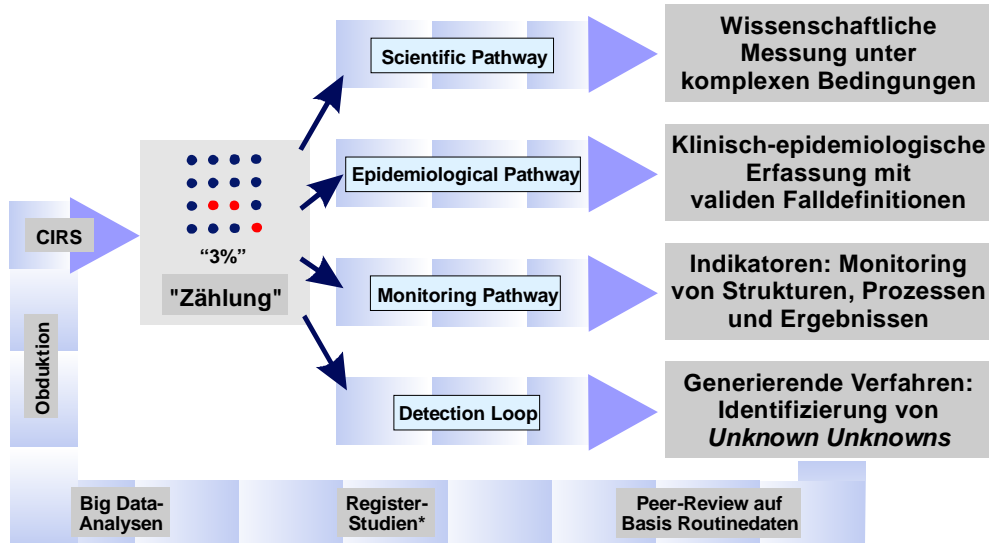 Scientific Pathway
Wissenschaftliche
Messung unter
komplexen Bedingungen
Epidemiological Pathway
Klinisch-epidemiologische
Erfassung mit
validen Falldefinitionen
CIRS
“3%”
"Zählung"
Monitoring Pathway
Indikatoren: Monitoring
von Strukturen, Prozessen
und Ergebnissen
Obduktion
Detection Loop
Generierende Verfahren:
Identifizierung von
Unknown Unknowns
Big Data-
Analysen
Register-
Studien*
Peer-Review auf
Basis Routinedaten